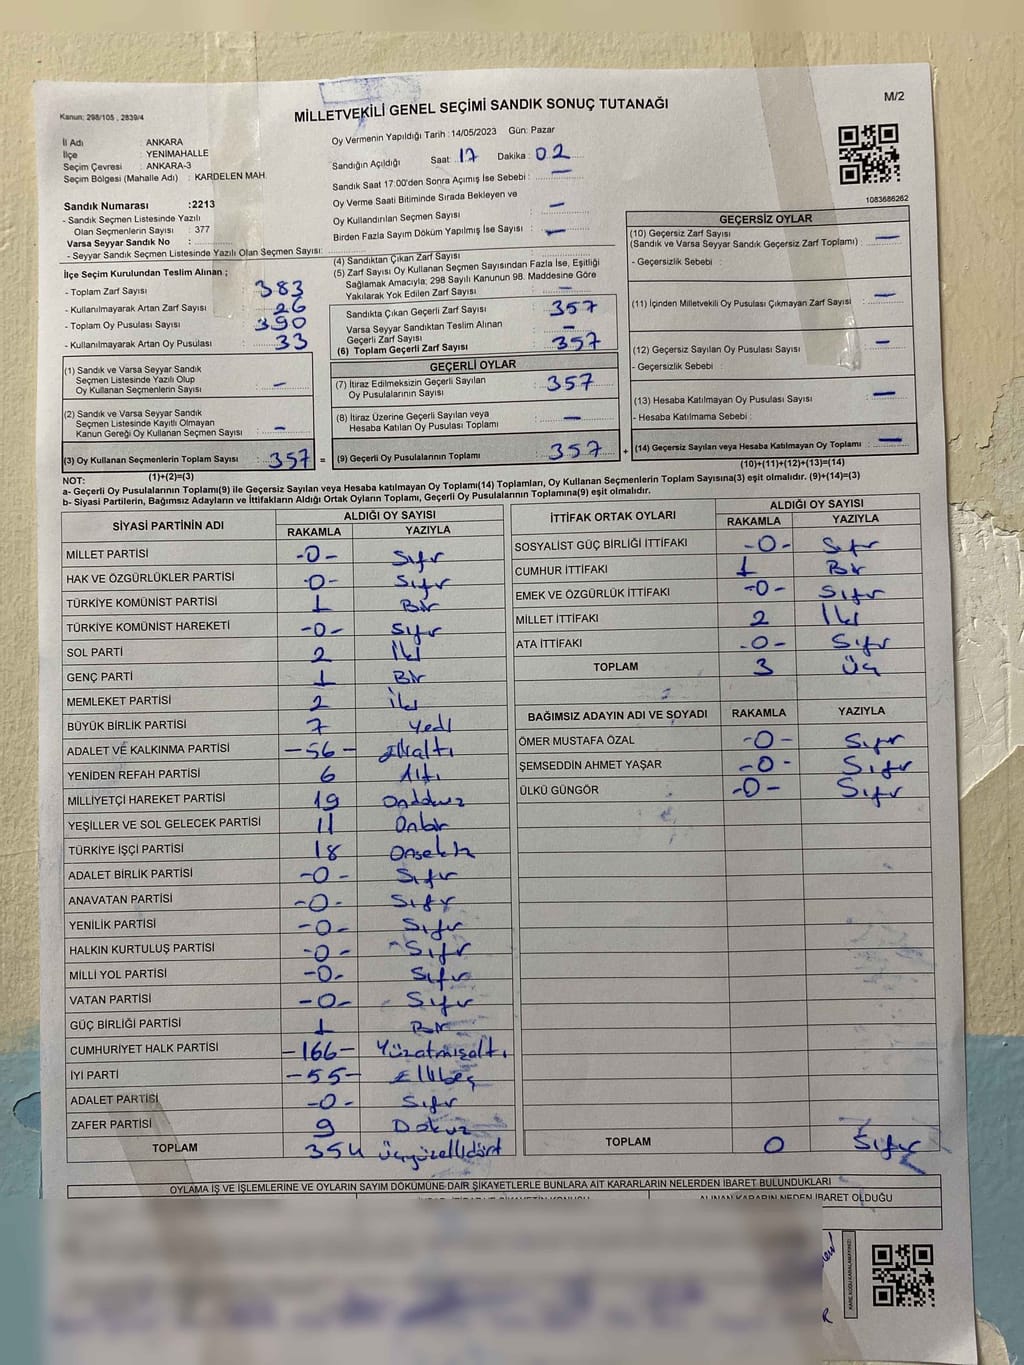 M/2
Kanun: 298/105 , 2839/4
MİLLETVEKİLİ GENEL SEÇİMİ SANDIK SONUÇ TUTANAĞI
İl Adı : ANKARA
İlçe : YENİMAHALLE
Seçim Çevresi : ANKARA-3
Seçim Bölgesi (Mahalle Adı) : KARDELEN MAH.
Sandık Numarası :2213
- Sandık Seçmen Listesinde Yazılı
Olan Seçmenlerin Sayısı : 377
Varsa Seyyar Sandık No :
- Seyyar Sandık Seçmen Listesinde Yazılı Olan Seçmen Sayısı:
İlçe Seçim Kurulundan Teslim Alınan ;
- Toplam Zarf Sayısı : 383
- Kullanılmayarak Artan Zarf Sayısı : 26
- Toplam Oy Pusulası Sayısı : 390
- Kullanılmayarak Artan Oy Pusulası : 33
(1) Sandık ve Varsa Seyyar Sandık
Seçmen Listesinde Yazılı Olup
Oy Kullanan Seçmenlerin Sayısı : -
(2) Sandık ve Varsa Seyyar Sandık
Seçmen Listesinde Kayıtlı Olmayan
Kanun Gereği Oy Kullanan Seçmen Sayısı : -
(3) Oy Kullanan Seçmenlerin Toplam Sayısı : 357 =
(1)+(2)=(3)
Oy Vermenin Yapıldığı Tarih : 14/05/2023 Gün: Pazar
Sandığın Açıldığı Saat: 17 Dakika : 02
Sandık Saat 17:00'den Sonra Açımış İse Sebebi : -
Oy Verme Saati Bitiminde Sırada Bekleyen ve
Oy Kullandırılan Seçmen Sayısı : -
Birden Fazla Sayım Döküm Yapılmış İse Sayısı : -
(4) Sandıktan Çıkan Zarf Sayısı :
(5) Zarf Sayısı Oy Kullanan Seçmen Sayısından Fazla İse, Eşitliği
Sağlamak Amacıyla; 298 Sayılı Kanunun 98. Maddesine Göre
Yakılarak Yok Edilen Zarf Sayısı : -
Sandıkta Çıkan Geçerli Zarf Sayısı : 357
Varsa Seyyar Sandıktan Teslim Alınan
Geçerli Zarf Sayısı : -
(6) Toplam Geçerli Zarf Sayısı : 357
GEÇERLİ OYLAR
(7) İtiraz Edilmeksizin Geçerli Sayılan
Oy Pusulalarının Sayısı : 357
(8) İtiraz Üzerine Geçerli Sayılan veya
Hesaba Katılan Oy Pusulası Toplamı : -
(9) Geçerli Oy Pusulalarının Toplamı : 357 +
1083686262
GEÇERSİZ OYLAR
(10) Geçersiz Zarf Sayısı
(Sandık ve Varsa Seyyar Sandık Geçersiz Zarf Toplamı) : -
- Geçersizlik Sebebi :
(11) İçinden Milletvekili Oy Pusulası Çıkmayan Zarf Sayısı : -
(12) Geçersiz Sayılan Oy Pusulası Sayısı : -
- Geçersizlik Sebebi :
(13) Hesaba Katılmayan Oy Pusulası Sayısı : -
- Hesaba Katılmama Sebebi :
(14) Geçersiz Sayılan veya Hesaba Katılmayan Oy Toplamı : -
(10)+(11)+(12)+(13)=(14)
NOT:
a- Geçerli Oy Pusulalarının Toplamı(9) ile Geçersiz Sayılan veya Hesaba katılmayan Oy Toplamı(14) Toplamları, Oy Kullanan Seçmenlerin Toplam Sayısına(3) eşit olmalıdır. (9)+(14)=(3)
b- Siyasi Partilerin, Bağımsız Adayların ve İttifakların Aldığı Ortak Oyların Toplamı, Geçerli Oy Pusulalarının Toplamına(9) eşit olmalıdır.
SİYASİ PARTİNİN ADI ALDIĞI OY SAYISI
RAKAMLA YAZIYLA
MİLLET PARTİSİ -0- Sıfır
HAK VE ÖZGÜRLÜKLER PARTİSİ -0- Sıfır
TÜRKİYE KOMÜNİST PARTİSİ 1 Bir
TÜRKİYE KOMÜNİST HAREKETİ -0- Sıfır
SOL PARTİ 2 İki
GENÇ PARTİ 1 Bir
MEMLEKET PARTİSİ 2 İki
BÜYÜK BİRLİK PARTİSİ 7 Yedi
ADALET VE KALKINMA PARTİSİ -56- Ellialtı
YENİDEN REFAH PARTİSİ 6 Altı
MİLLİYETÇİ HAREKET PARTİSİ 19 Ondokuz
YEŞİLLER VE SOL GELECEK PARTİSİ 11 Onbir
TÜRKİYE İŞÇİ PARTİSİ 18 Onsekiz
ADALET BİRLİK PARTİSİ -0- Sıfır
ANAVATAN PARTİSİ -0- Sıfır
YENİLİK PARTİSİ -0- Sıfır
HALKIN KURTULUŞ PARTİSİ -0- Sıfır
MİLLİ YOL PARTİSİ -0- Sıfır
VATAN PARTİSİ -0- Sıfır
GÜÇ BİRLİĞİ PARTİSİ 1 Bir
CUMHURİYET HALK PARTİSİ -166- Yüzatmışaltı
İYİ PARTİ -55- Ellibeş
ADALET PARTİSİ -0- Sıfır
ZAFER PARTİSİ 9 Dokuz
TOPLAM 354 üçyüzellidört
İTTİFAK ORTAK OYLARI ALDIĞI OY SAYISI
RAKAMLA YAZIYLA
SOSYALİST GÜÇ BİRLİĞİ İTTİFAKI -0- Sıfır
CUMHUR İTTİFAKI 1 Bir
EMEK VE ÖZGÜRLÜK İTTİFAKI -0- Sıfır
MİLLET İTTİFAKI 2 İki
ATA İTTİFAKI -0- Sıfır
TOPLAM 3 Üç
BAĞIMSIZ ADAYIN ADI VE SOYADI RAKAMLA YAZIYLA
ÖMER MUSTAFA ÖZAL -0- Sıfır
ŞEMSEDDİN AHMET YAŞAR -0- Sıfır
ÜLKÜ GÜNGÖR -0- Sıfır
TOPLAM 0 Sıfır
OYLAMA İŞ VE İŞLEMLERİNE VE OYLARIN SAYIM DÖKÜMÜNE DAİR ŞİKAYETLERLE BUNLARA AİT KARARLARIN NELERDEN İBARET BULUNDUKLARI
ALINAN KARARIN NEDEN İBARET OLDUĞU